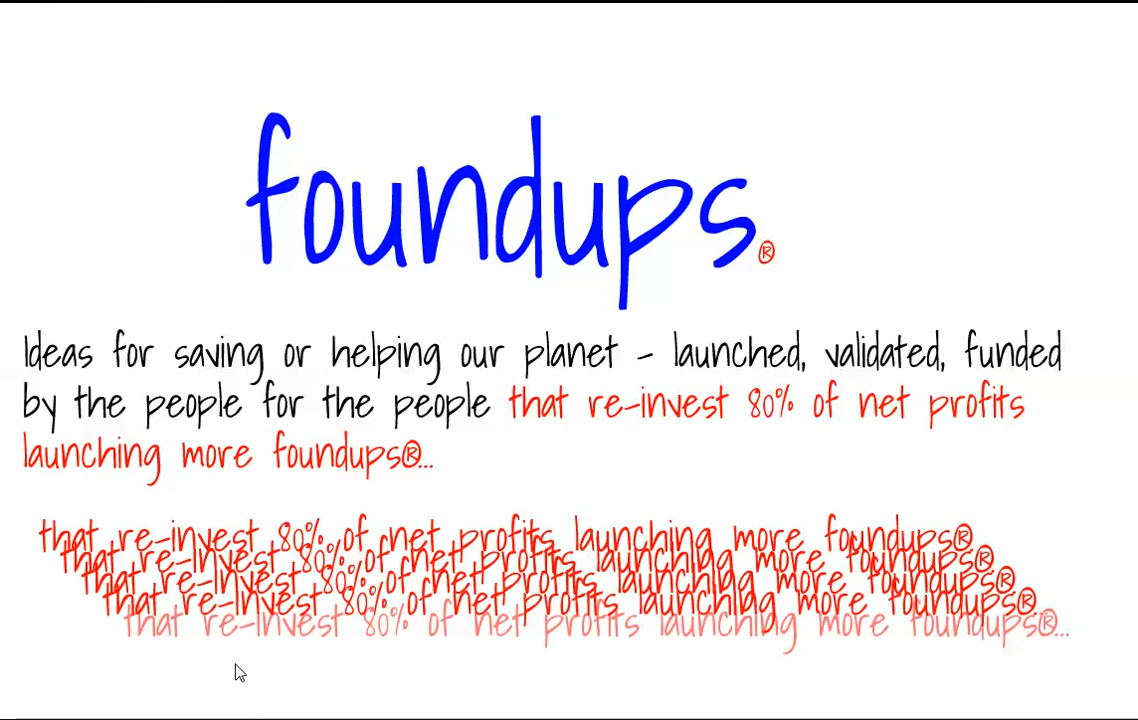 foundups®
Ideas for saving or helping our planet - launched, validated, funded
by the people for the people that re-invest 80% of net profits
launching more foundups®...
that re-invest 80% of net profits launching more foundups®
that re-invest 80% of net profits launching more foundups®
that re-invest 80% of net profits launching more foundups®
that re-invest 80% of net profits launching more foundups®
that re-invest 80% of net profits launching more foundups®...